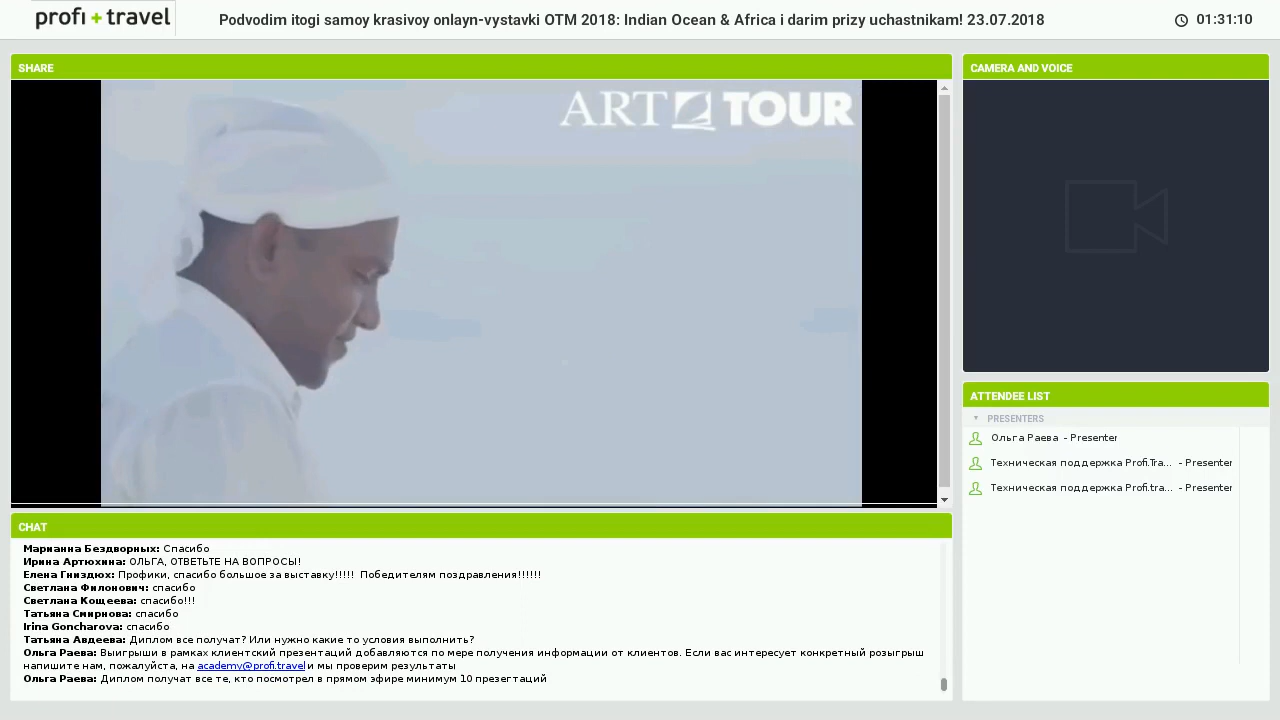 profi + travel
Podvodim itogi samoy krasivoy onlayn-vystavki OTM 2018: Indian Ocean & Africa i darim prizy uchastnikam! 23.07.2018
01:31:10
SHARE
ART TOUR
CAMERA AND VOICE
ATTENDEE LIST
PRESENTERS
Ольга Раева - Presenter
Техническая поддержка Profi.Tra... - Presenter
Техническая поддержка Profi.tra... - Presenter
CHAT
Марианна Бездворных: Спасибо
Ирина Артюхина: ОЛЬГА, ОТВЕТЬТЕ НА ВОПРОСЫ!
Елена Гниздюх: Профики, спасибо большое за выставку!!!!! Победителям поздравления!!!!!!
Светлана Филонович: спасибо
Светлана Кощеева: спасибо!!!
Татьяна Смирнова: спасибо
Irina Goncharova: спасибо
Татьяна Авдеева: Диплом все получат? Или нужно какие то условия выполнить?
Ольга Раева: Выигрыши в рамках клиентский презентаций добавляются по мере получения информации от клиентов. Если вас интересует конкретный розыгрыш
напишите нам, пожалуйста, на academy@profi.travel и мы проверим результаты
Ольга Раева: Диплом получат все те, кто посмотрел в прямом эфире минимум 10 презегтаций